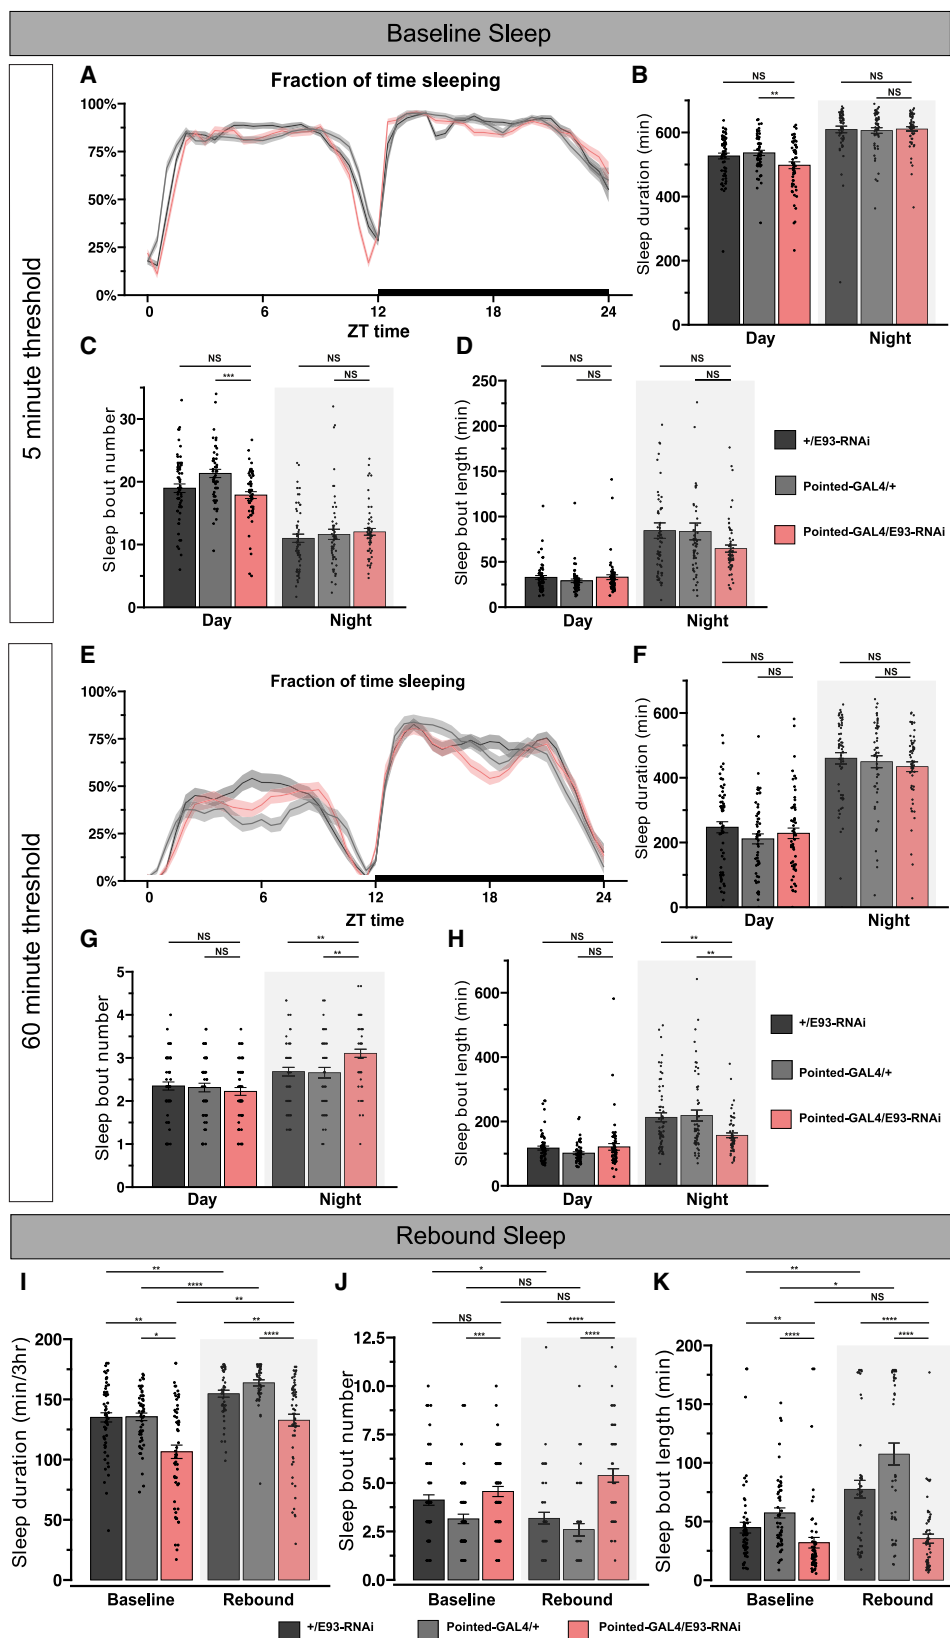 Baseline Sleep
5 minute threshold
A
Fraction of time sleeping
100%
75%
50%
25%
0%
0
6
12
18
24
ZT time
B
NS
NS
**
NS
Sleep duration (min)
600
400
200
0
Day
Night
C
NS
NS
***
NS
Sleep bout number
30
20
10
0
Day
Night
D
NS
NS
NS
NS
Sleep bout length (min)
250
200
150
100
50
0
Day
Night
+/E93-RNAi
Pointed-GAL4/+
Pointed-GAL4/E93-RNAi
60 minute threshold
E
Fraction of time sleeping
100%
75%
50%
25%
0%
0
6
12
18
24
ZT time
F
NS
NS
NS
NS
Sleep duration (min)
600
400
200
0
Day
Night
G
NS
**
NS
**
Sleep bout number
5
4
3
2
1
0
Day
Night
H
NS
**
NS
**
Sleep bout length (min)
600
400
200
100
0
Day
Night
+/E93-RNAi
Pointed-GAL4/+
Pointed-GAL4/E93-RNAi
Rebound Sleep
I
**
****
**
**
**
*
****
Sleep duration (min/3hr)
200
150
100
50
0
Baseline
Rebound
J
*
NS
NS
NS
****
***
****
Sleep bout number
12.5
10.0
7.5
5.0
2.5
0.0
Baseline
Rebound
K
**
*
NS
**
****
****
****
Sleep bout length (min)
200
150
100
50
0
Baseline
Rebound
+/E93-RNAi
Pointed-GAL4/+
Pointed-GAL4/E93-RNAi